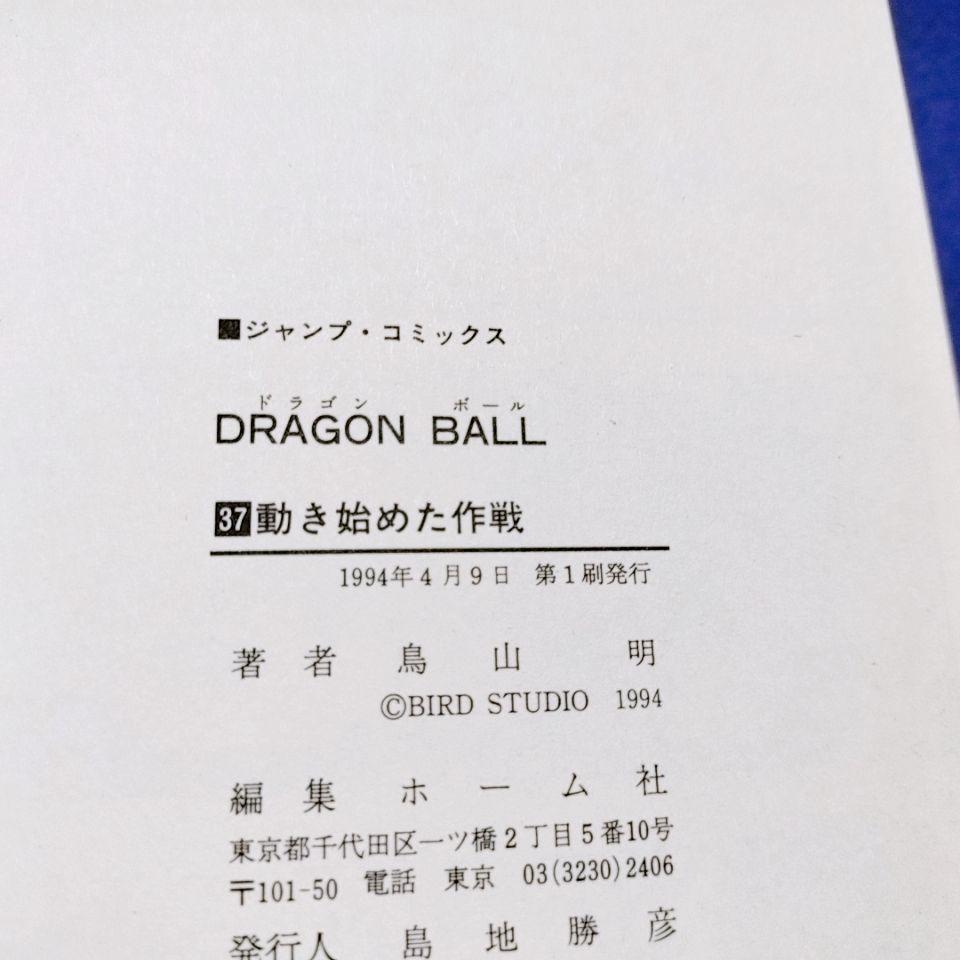 ■ジャンプ・コミックス
ドラゴン ボール
DRAGON BALL
37動き始めた作戦
1994年4月9日 第1刷発行
著者 鳥山 明
©BIRD STUDIO 1994
編集 ホーム社
東京都千代田区一ツ橋2丁目5番10号
〒101-50 電話 東京 03(3230)2406
発行人 島地勝彦